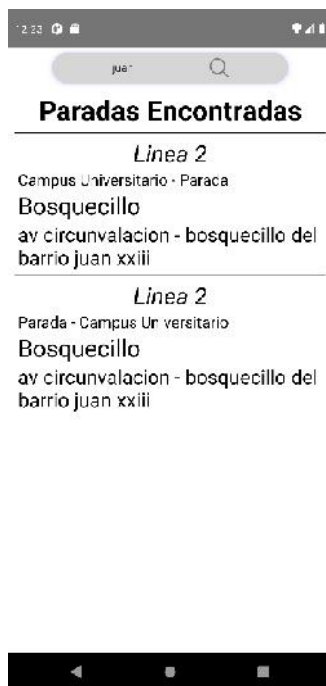 12:33
juan
Paradas Encontradas
Linea 2
Campus Universitario - Parada
Bosquecillo
av circunvalacion - bosquecillo del
barrio juan xxiii
Linea 2
Parada - Campus Universitario
Bosquecillo
av circunvalacion - bosquecillo del
barrio juan xxiii